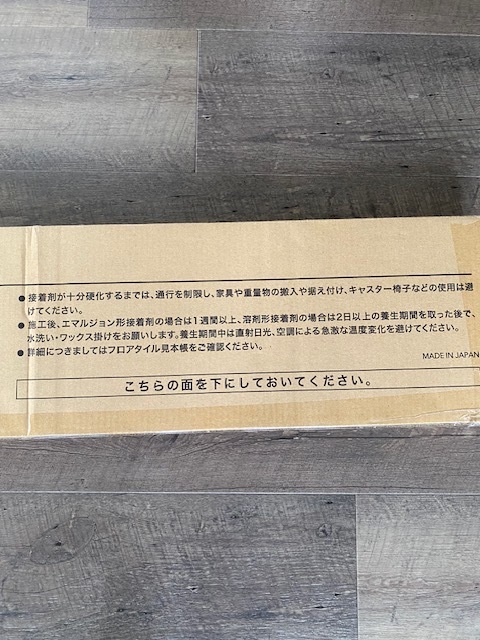 ● 接着剤が十分硬化するまでは、通行を制限し、家具や重量物の搬入や据え付け、キャスター椅子などの使用は避
けてください。
● 施工後、エマルジョン形接着剤の場合は1週間以上、溶剤形接着剤の場合は2日以上の養生期間を取った後で、
水洗い・ワックス掛けをお願いします。養生期間中は直射日光、空調による急激な温度変化を避けてください。
● 詳細につきましてはフロアタイル見本帳をご確認ください。
MADE IN JAPAN
こちらの面を下にしておいてください。